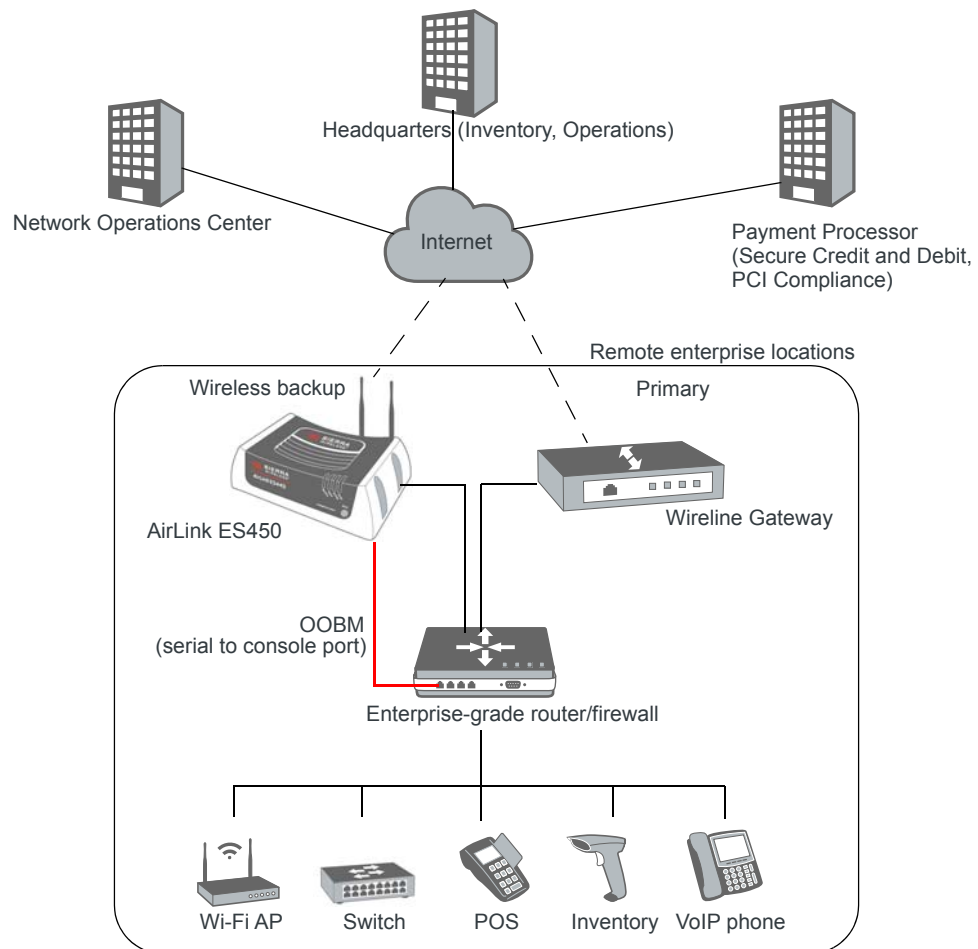 Headquarters (Inventory, Operations)
Network Operations Center
Internet
Payment Processor
(Secure Credit and Debit,
PCI Compliance)
Remote enterprise locations
Wireless backup
Primary
SIERRA
WIRELESS
AirLink ES450
Wireline Gateway
OOBM
(serial to console port)
Enterprise-grade router/firewall
Wi-Fi AP
Switch
POS
Inventory
VoIP phone